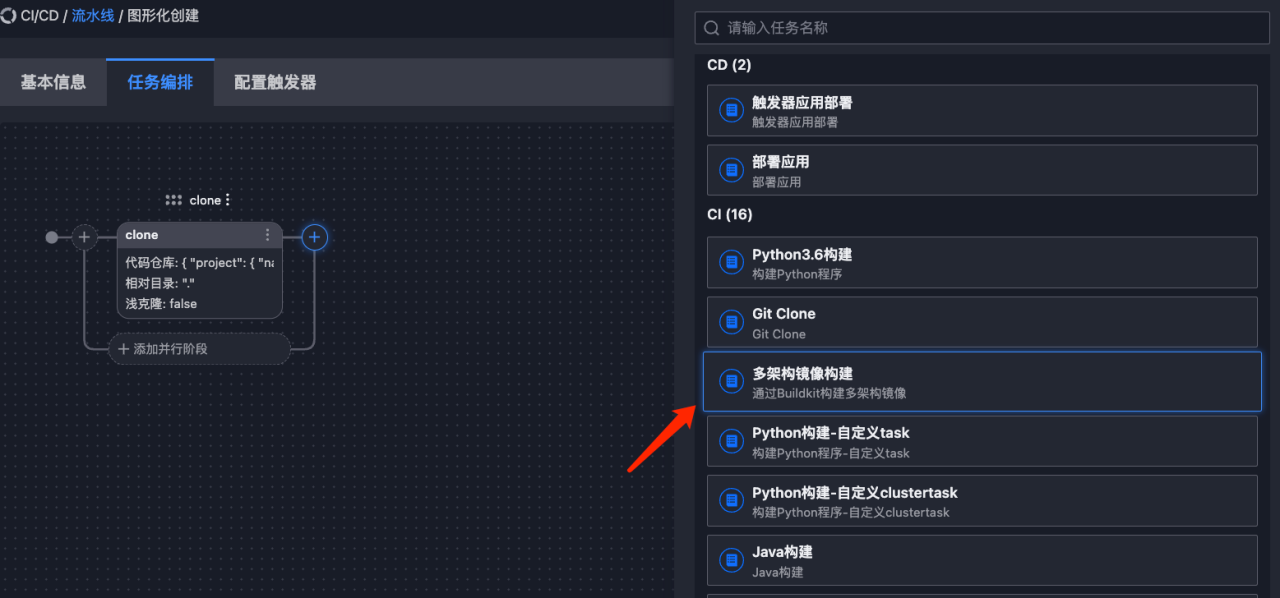 CI/CD / 流水线 / 图形化创建
基本信息
任务编排
配置触发器
clone
clone
代码仓库: { "project": { "na
相对目录: "."
浅克隆: false
添加并行阶段
请输入任务名称
CD (2)
触发器应用部署
触发器应用部署
部署应用
部署应用
CI (16)
Python3.6构建
构建Python程序
Git Clone
Git Clone
多架构镜像构建
通过Buildkit构建多架构镜像
Python构建-自定义task
构建Python程序-自定义task
Python构建-自定义clustertask
构建Python程序-自定义clustertask
Java构建
Java构建